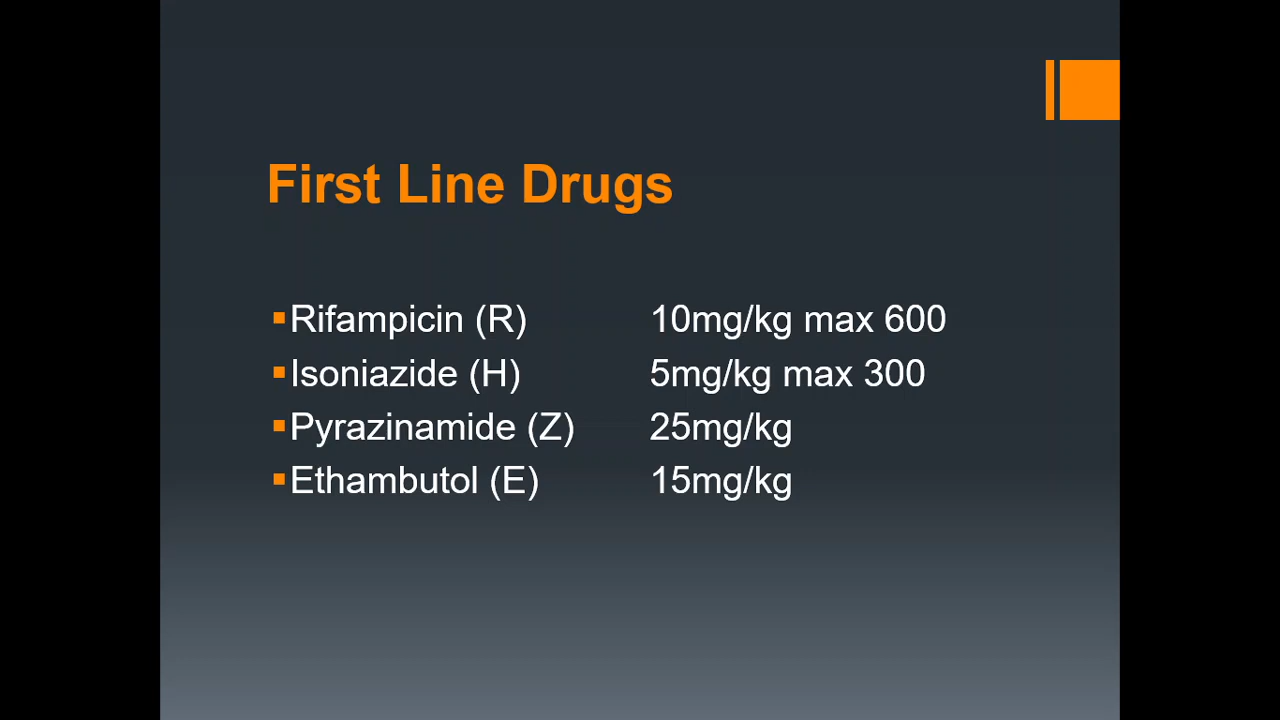 First Line Drugs
Rifampicin (R) 10mg/kg max 600
Isoniazide (H) 5mg/kg max 300
Pyrazinamide (Z) 25mg/kg
Ethambutol (E) 15mg/kg